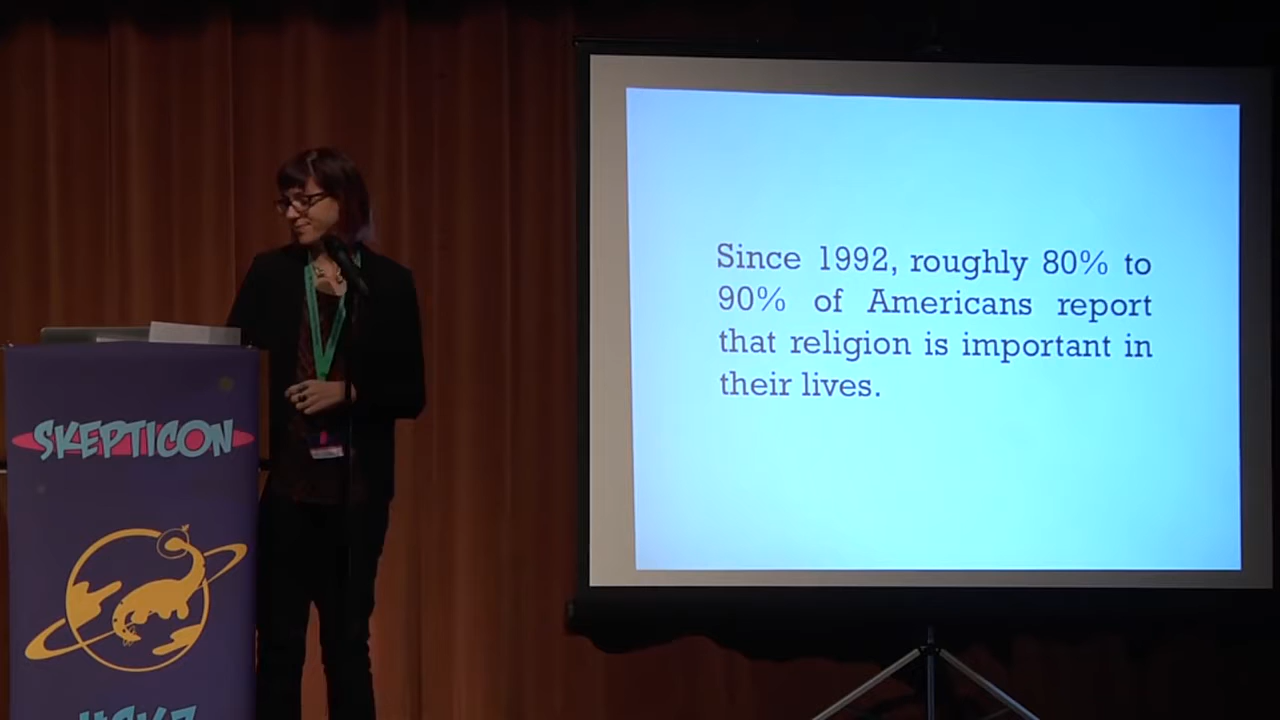 Since 1992, roughly 80% to
90% of Americans report
that religion is important in
their lives.
SKEPTICON